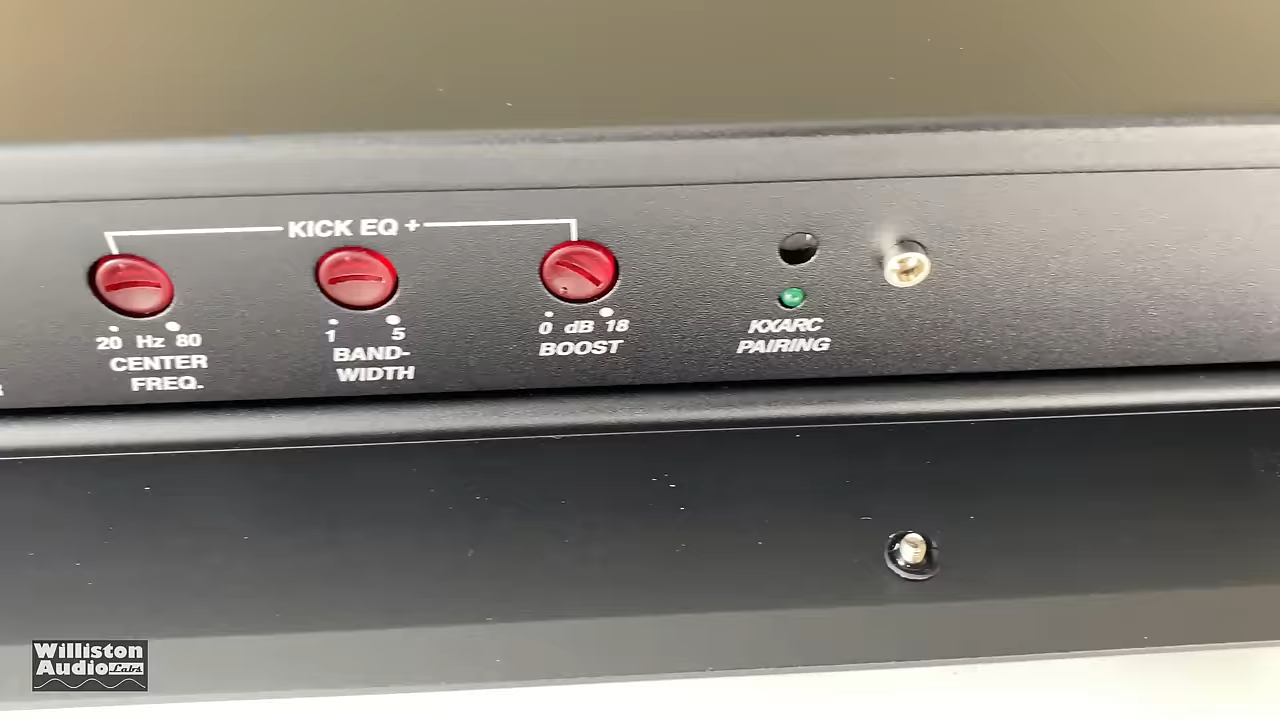 KICK EQ +
20 Hz 80
CENTER
FREQ.
1 5
BAND-
WIDTH
0 dB 18
BOOST
KXARC
PAIRING
Williston
Audio Labs